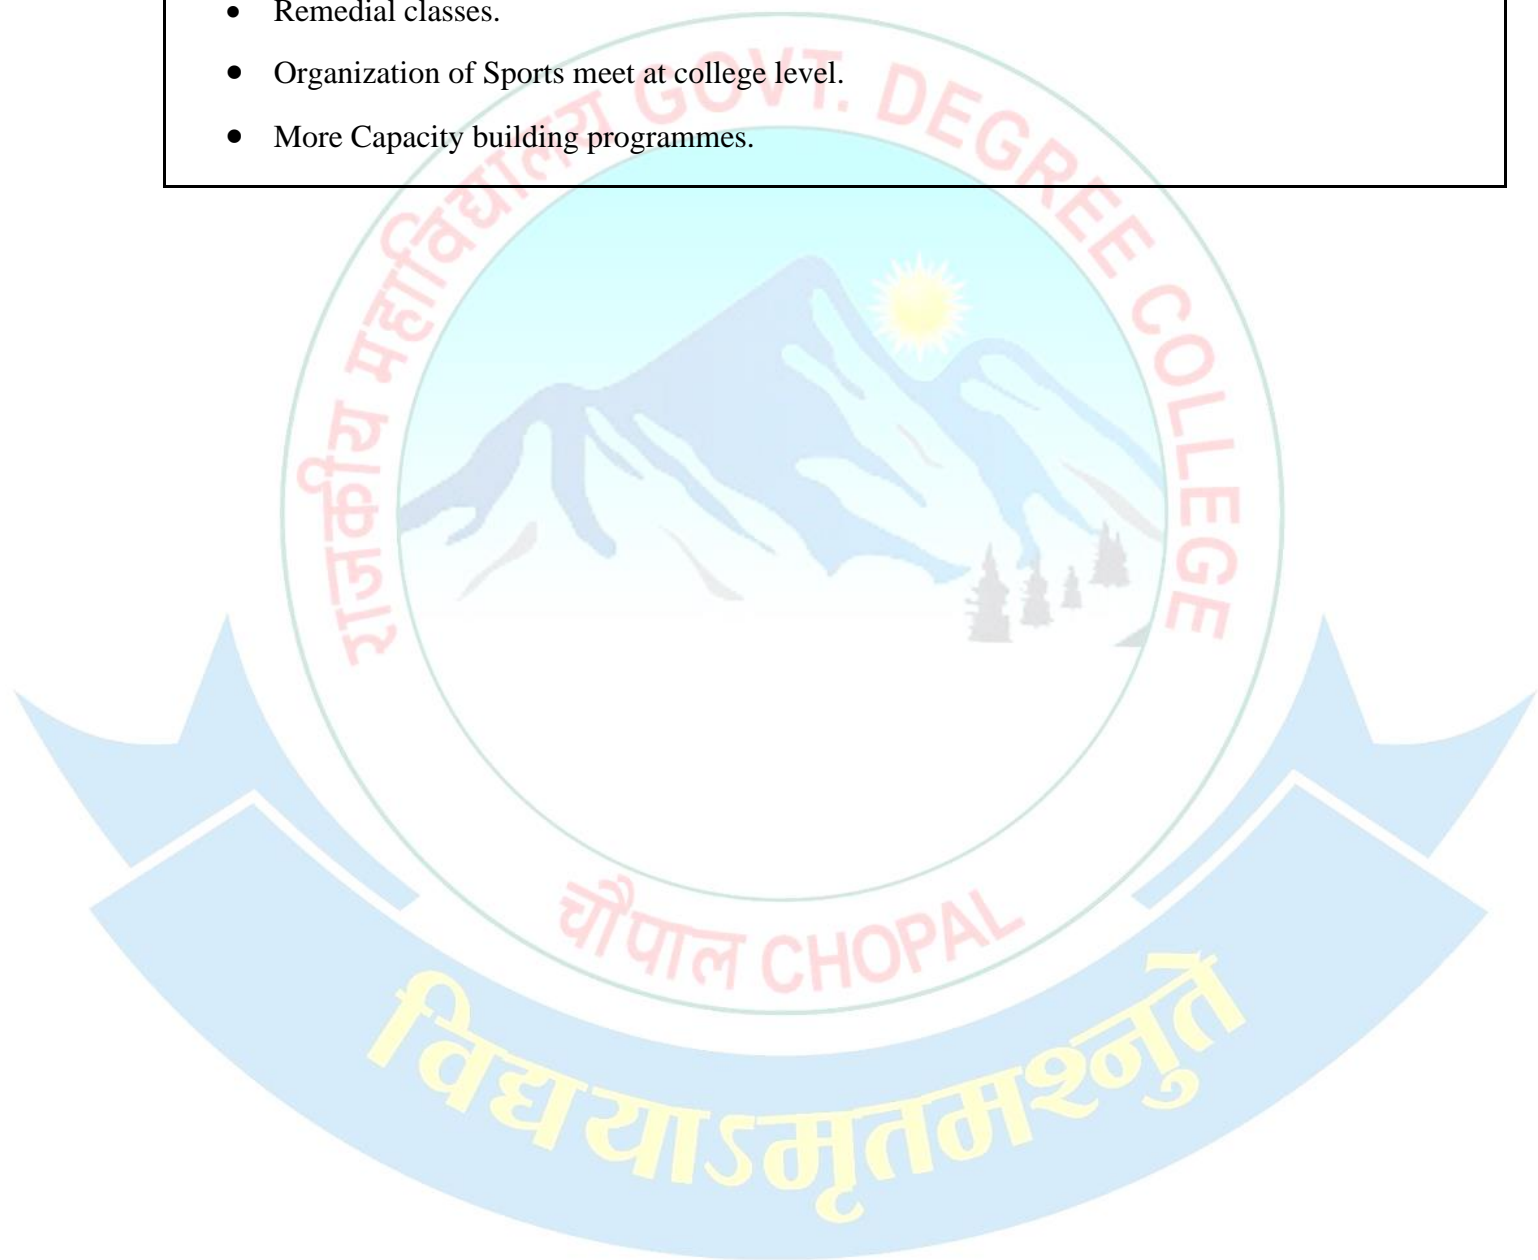 • Remedial classes.
• Organization of Sports meet at college level.
• More Capacity building programmes.
राजकीय महाविद्यालय GOVT. DEGREE COLLEGE
चौपाल CHOPAL
विद्ययाऽमृतमश्नुते